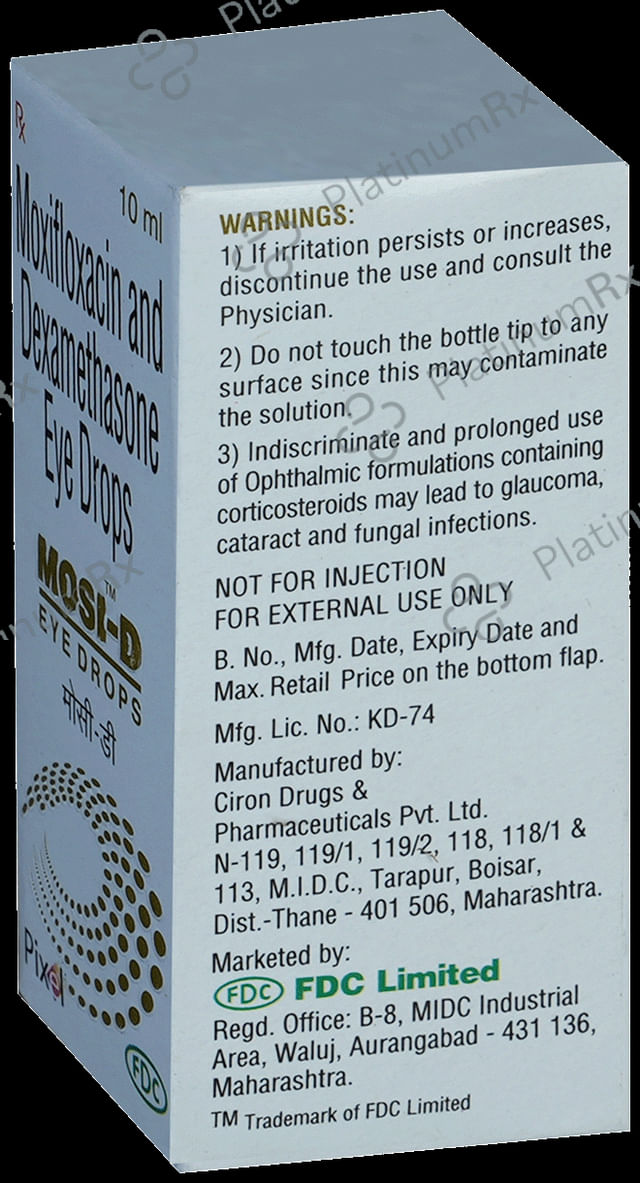 Rx
10 ml
Moxifloxacin and
Dexamethasone
Eye Drops
MOSI-D™
EYE DROPS
मोसी-डी
Pixel
FDC
WARNINGS:
1) If irritation persists or increases,
discontinue the use and consult the
Physician.
2) Do not touch the bottle tip to any
surface since this may contaminate
the solution.
3) Indiscriminate and prolonged use
of Ophthalmic formulations containing
corticosteroids may lead to glaucoma,
cataract and fungal infections.
NOT FOR INJECTION
FOR EXTERNAL USE ONLY
B. No., Mfg. Date, Expiry Date and
Max. Retail Price on the bottom flap.
Mfg. Lic. No.: KD-74
Manufactured by:
Ciron Drugs &
Pharmaceuticals Pvt. Ltd.
N-119, 119/1, 119/2, 118, 118/1 &
113, M.I.D.C., Tarapur, Boisar,
Dist.-Thane - 401 506, Maharashtra.
Marketed by:
FDC FDC Limited
Regd. Office: B-8, MIDC Industrial
Area, Waluj, Aurangabad - 431 136,
Maharashtra.
TM Trademark of FDC Limited
PlatinumRx
PlatinumRx